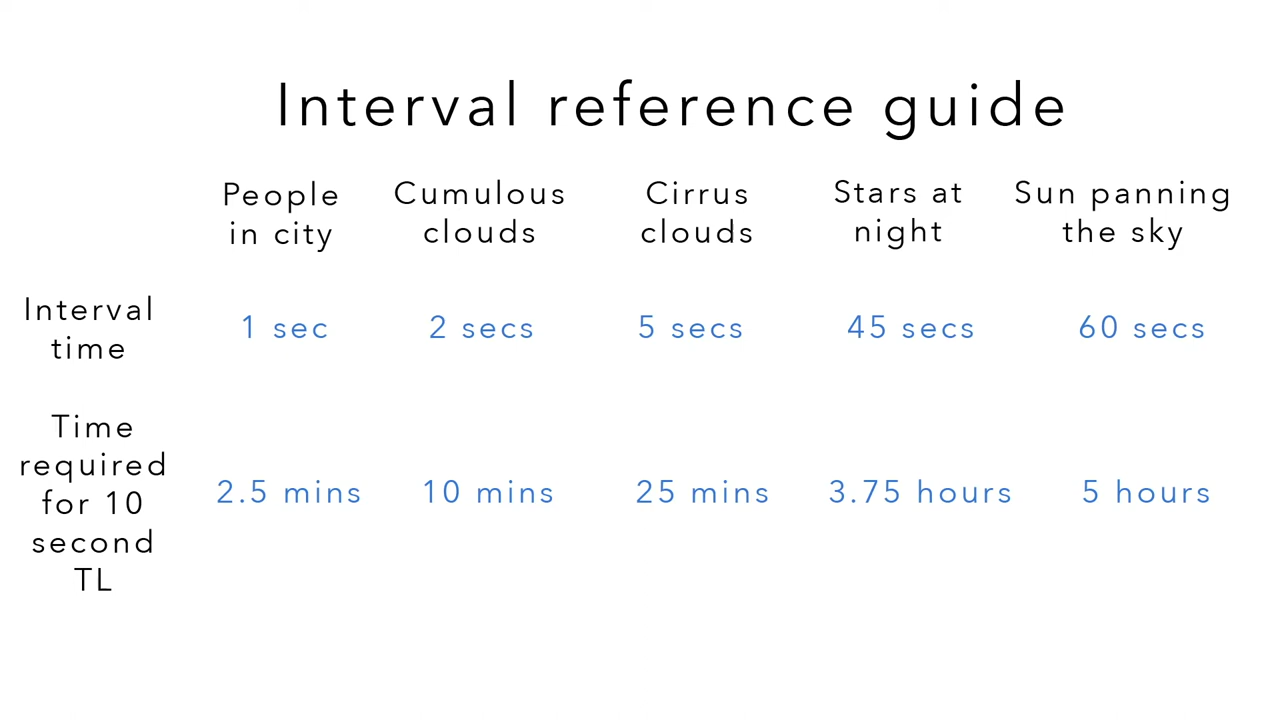 Interval reference guide
People
in city
Cumulous
clouds
Cirrus
clouds
Stars at
night
Sun panning
the sky
Interval
time
1 sec
2 secs
5 secs
45 secs
60 secs
Time
required
for 10
second
TL
2.5 mins
10 mins
25 mins
3.75 hours
5 hours